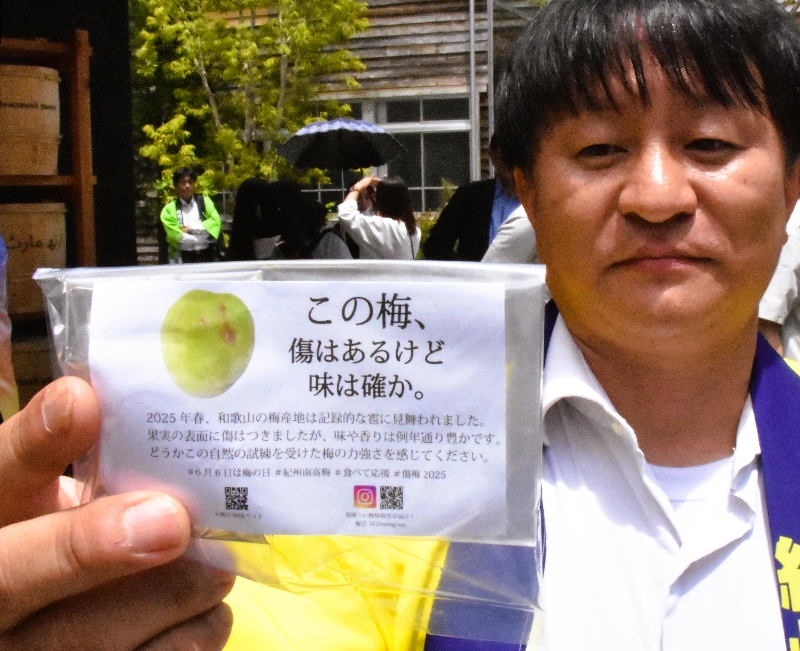 この梅、
傷はあるけど
味は確か。
2025年春、和歌山の梅産地は記録的な雹に見舞われました。
果実の表面に傷はつきましたが、味や香りは例年通り豊かです。
どうかこの自然の試練を受けた梅の力強さを感じてください。
#6月6日は梅の日 #紀州南高梅 #食べて応援 #傷梅2025